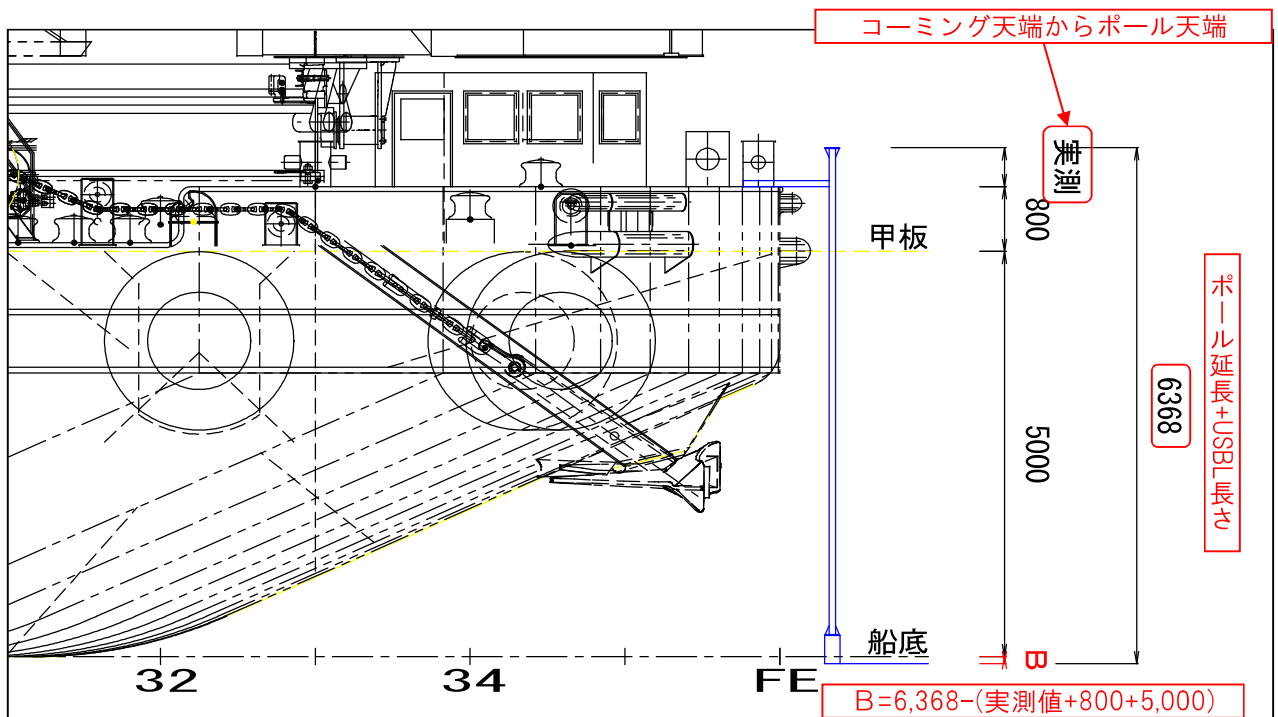 コーミング天端からポール天端
実測
800
甲板
ポール延長+USBL長さ
6368
5000
船底
B
32
34
FE
B=6,368-(実測値+800+5,000)